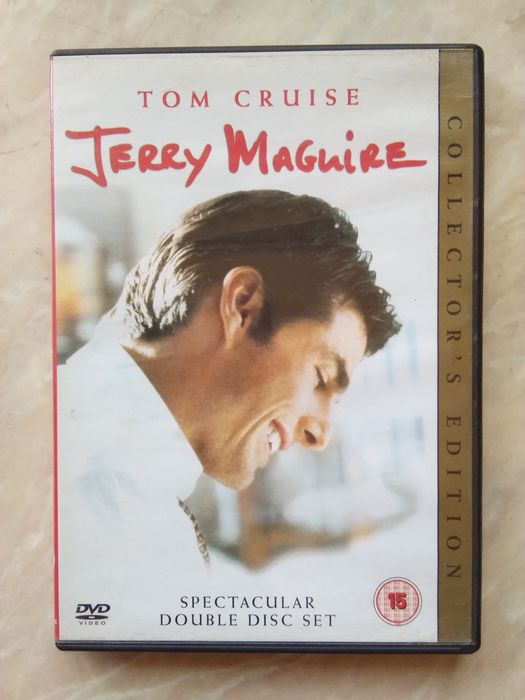 TOM CRUISE
JERRY MAGUIRE
COLLECTOR'S EDITION
SPECTACULAR
DOUBLE DISC SET
DVD
VIDEO
15